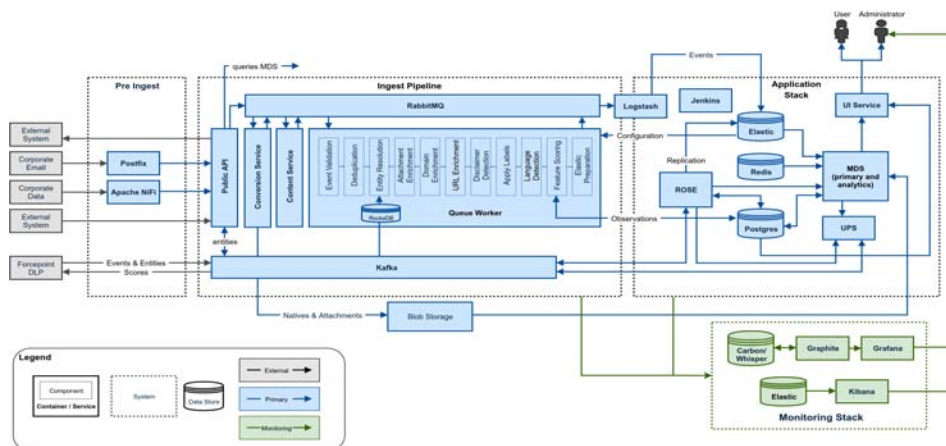 User
Administrator
queries MDS
Events
Pre Ingest
Ingest Pipeline
Application
Stack
RabbitMQ
Logstash
Jenkins
UI Service
External
System
Corporate
Email
Postfix
Corporate
Data
Apache NiFi
External
System
Forcepoint
DLP
Public API
Conversion Service
Content Service
Event Validation
Deduplication
Entity Resolution
Attachment
Enrichment
Domain
Enrichment
URL Enrichment
Disclaimer
Detection
Apply Labels
Language
Detection
Feature Scoring
Elastic
Preparation
RocksDB
Queue Worker
Configuration
Elastic
Replication
Redis
MDS
(primary and
analytics)
ROSE
Observations
Postgres
UPS
entities
Events & Entities
Scores
Kafka
Natives & Attachments
Blob Storage
Legend
Component
Container / Service
System
Data Store
External
Primary
Monitoring
Carbon/
Whisper
Graphite
Grafana
Elastic
Kibana
Monitoring Stack